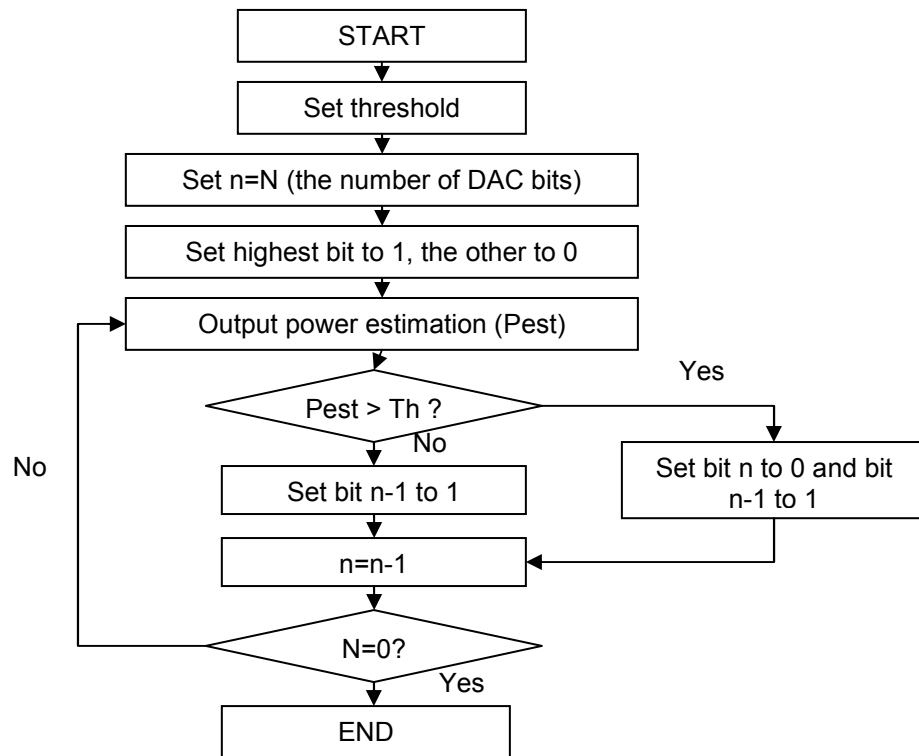 START
Set threshold
Set n=N (the number of DAC bits)
Set highest bit to 1, the other to 0
Output power estimation (Pest)
Yes
Pest > Th ?
No
No
Set bit n-1 to 1
Set bit n to 0 and bit
n-1 to 1
n=n-1
N=0?
Yes
END